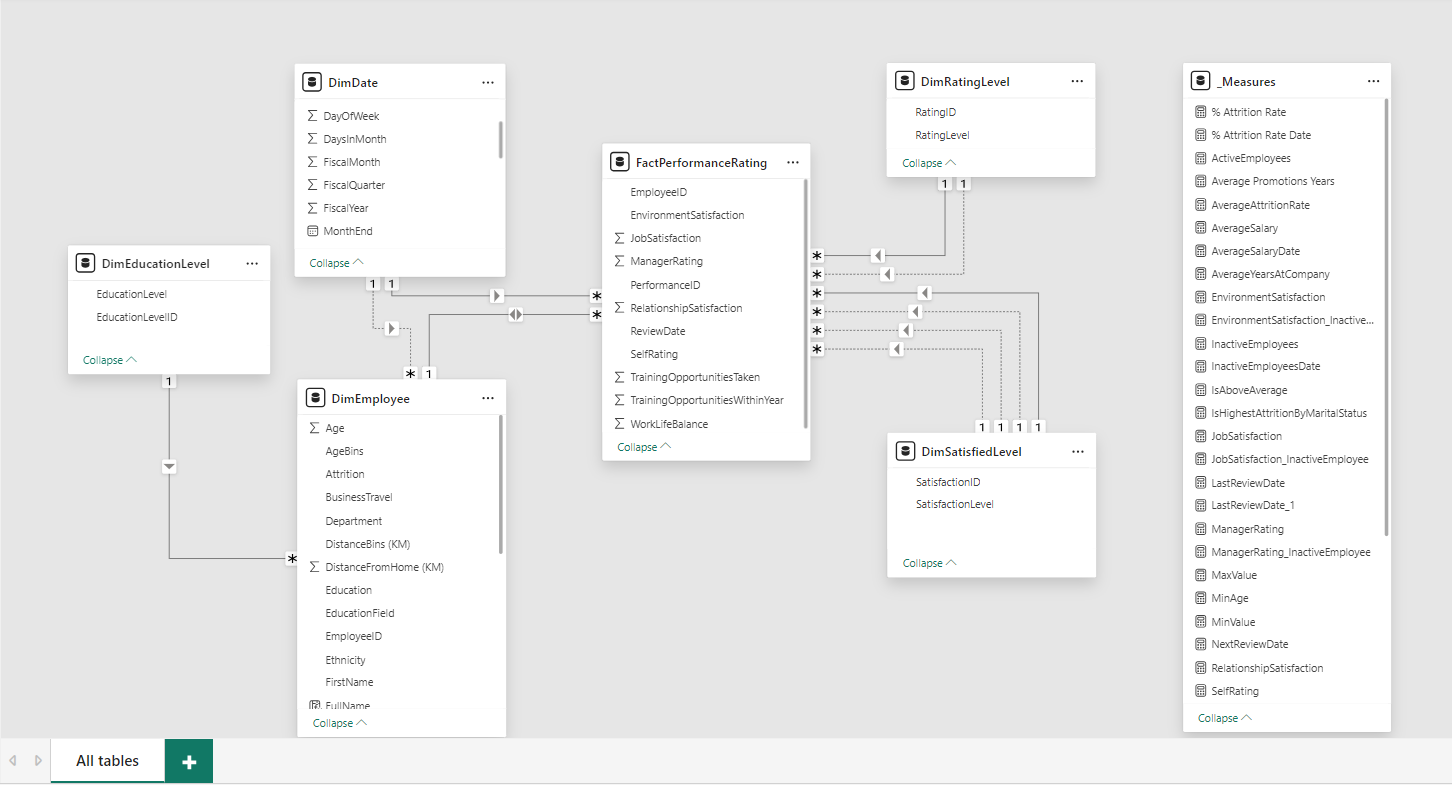 DimDate
DayOfWeek
DaysInMonth
FiscalMonth
FiscalQuarter
FiscalYear
MonthEnd
Collapse
1 1
DimEducationLevel
EducationLevel
EducationLevelID
Collapse
1
*
DimEmployee
Age
AgeBins
Attrition
BusinessTravel
Department
DistanceBins (KM)
DistanceFromHome (KM)
Education
EducationField
EmployeeID
Ethnicity
FirstName
FullName
Collapse
* 1
FactPerformanceRating
EmployeeID
EnvironmentSatisfaction
JobSatisfaction
ManagerRating
PerformanceID
RelationshipSatisfaction
ReviewDate
SelfRating
TrainingOpportunitiesTaken
TrainingOpportunitiesWithinYear
WorkLifeBalance
Collapse
*
*
*
*
*
*
*
*
DimRatingLevel
RatingID
RatingLevel
Collapse
1 1
1 1 1 1
DimSatisfiedLevel
SatisfactionID
SatisfactionLevel
Collapse
_Measures
% Attrition Rate
% Attrition Rate Date
ActiveEmployees
Average Promotions Years
AverageAttritionRate
AverageSalary
AverageSalaryDate
AverageYearsAtCompany
EnvironmentSatisfaction
EnvironmentSatisfaction_Inactive...
InactiveEmployees
InactiveEmployeesDate
IsAboveAverage
IsHighestAttritionByMaritalStatus
JobSatisfaction
JobSatisfaction_InactiveEmployee
LastReviewDate
LastReviewDate_1
ManagerRating
ManagerRating_InactiveEmployee
MaxValue
MinAge
MinValue
NextReviewDate
RelationshipSatisfaction
SelfRating
Collapse
All tables